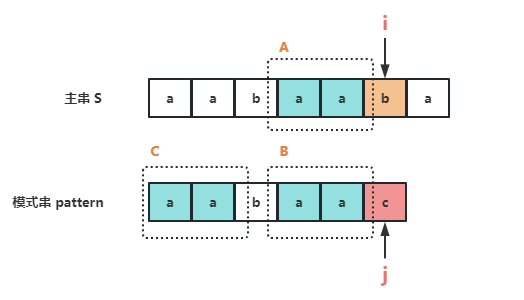 i
A
主串 S a a b a a b a
C B
模式串 pattern a a b a a c
j